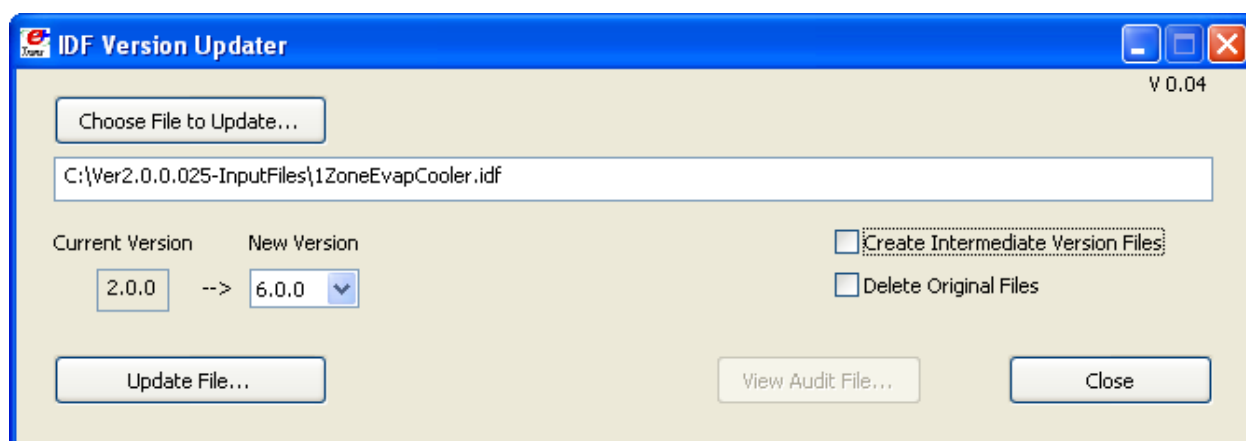 IDF Version Updater
V 0.04
Choose File to Update...
C:\Ver2.0.0.025-InputFiles\1ZoneEvapCooler.idf
Current Version New Version Create Intermediate Version Files
2.0.0 --> 6.0.0 Delete Original Files
Update File... View Audit File... Close